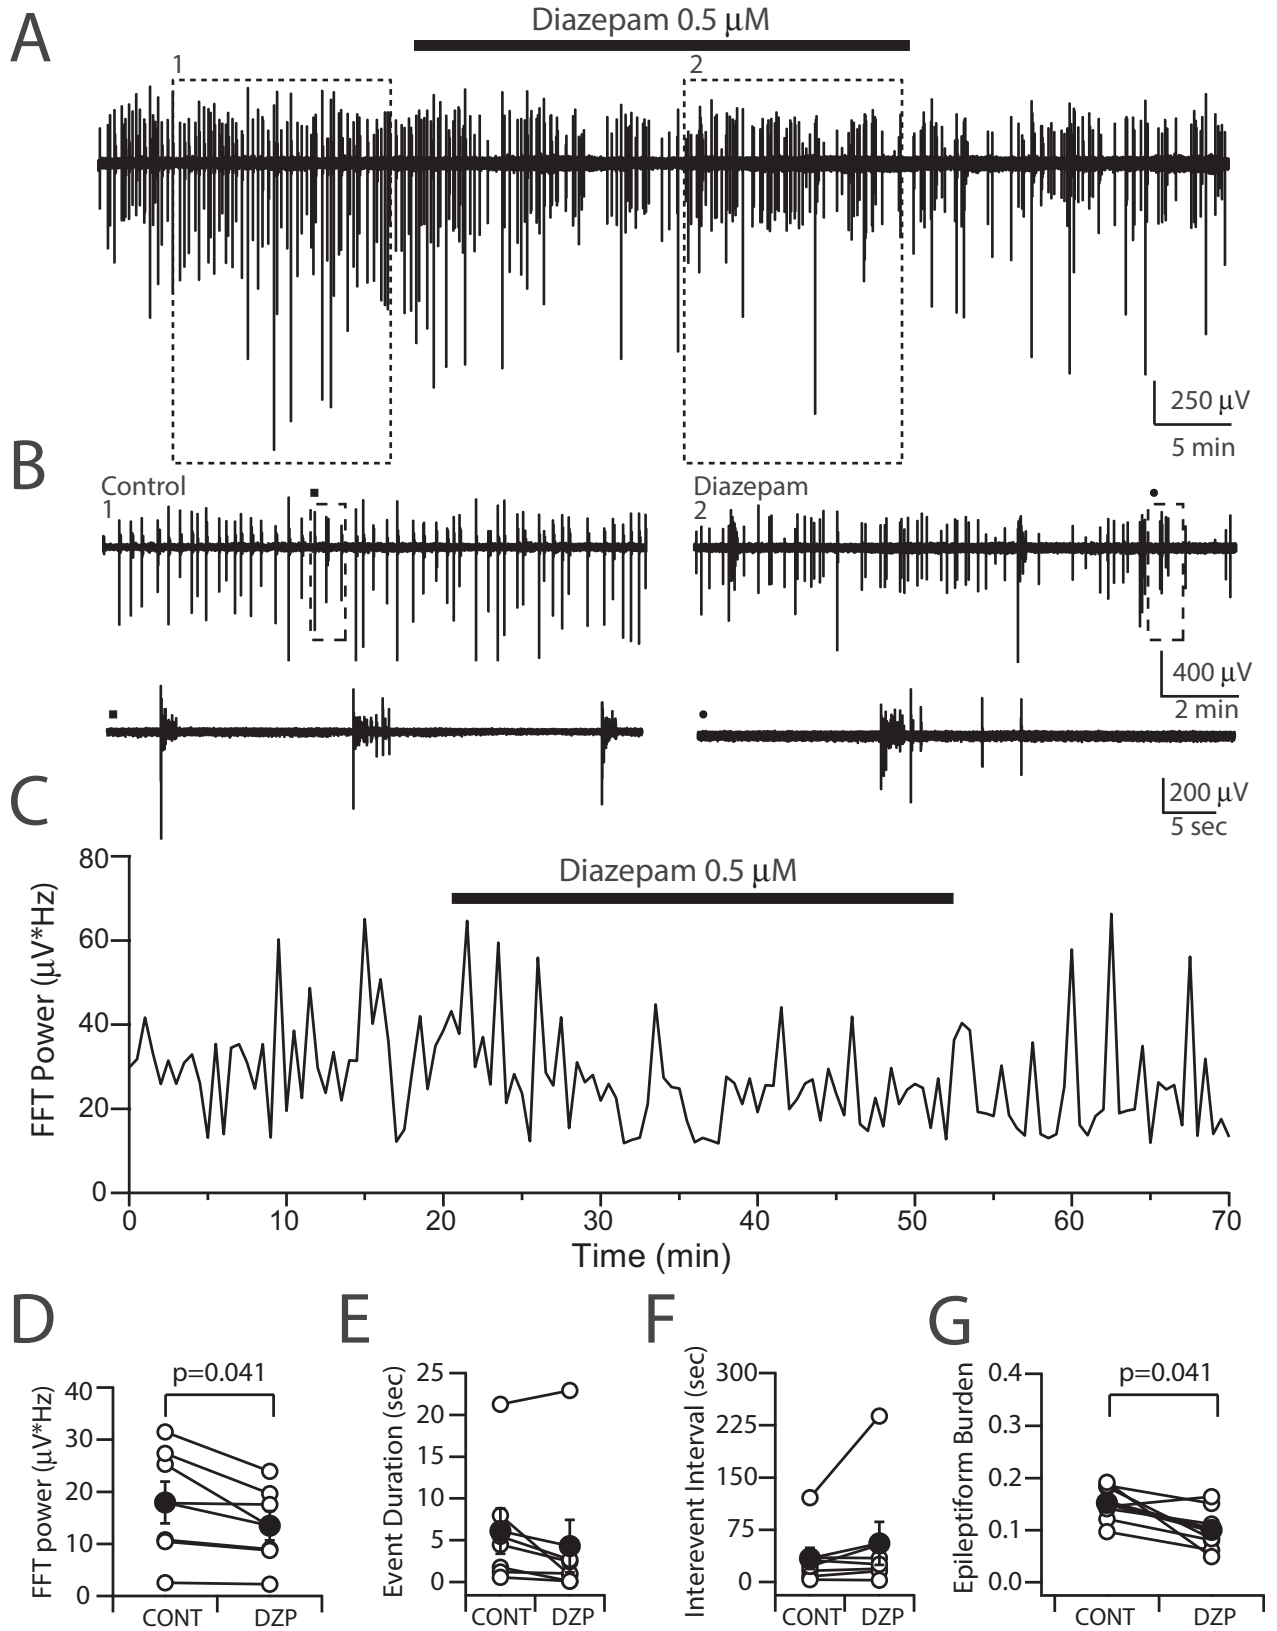 A
Diazepam 0.5 μM
1
2
250 μV
5 min
B
Control
1
Diazepam
2
400 μV
2 min
200 μV
5 sec
C
Diazepam 0.5 μM
FFT Power (μV*Hz)
80
60
40
20
0
0 10 20 30 40 50 60 70
Time (min)
D
p=0.041
FFT power (μV*Hz)
40
30
20
10
0
CONT DZP
E
Event Duration (sec)
25
20
15
10
5
0
CONT DZP
F
Interevent Interval (sec)
300
225
150
75
0
CONT DZP
G
p=0.041
Epileptiform Burden
0.4
0.3
0.2
0.1
0.0
CONT DZP